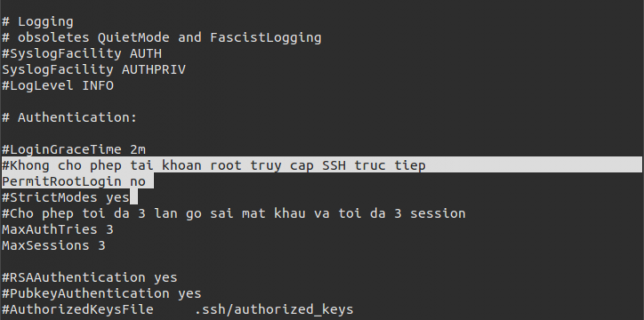 # Logging
# obsoletes QuietMode and FascistLogging
#SyslogFacility AUTH
SyslogFacility AUTHPRIV
#LogLevel INFO
# Authentication:
#LoginGraceTime 2m
#Khong cho phep tai khoan root truy cap SSH truc tiep
PermitRootLogin no
#StrictModes yes
#Cho phep toi da 3 lan go sai mat khau va toi da 3 session
MaxAuthTries 3
MaxSessions 3
#RSAAuthentication yes
#PubkeyAuthentication yes
#AuthorizedKeysFile     .ssh/authorized_keys